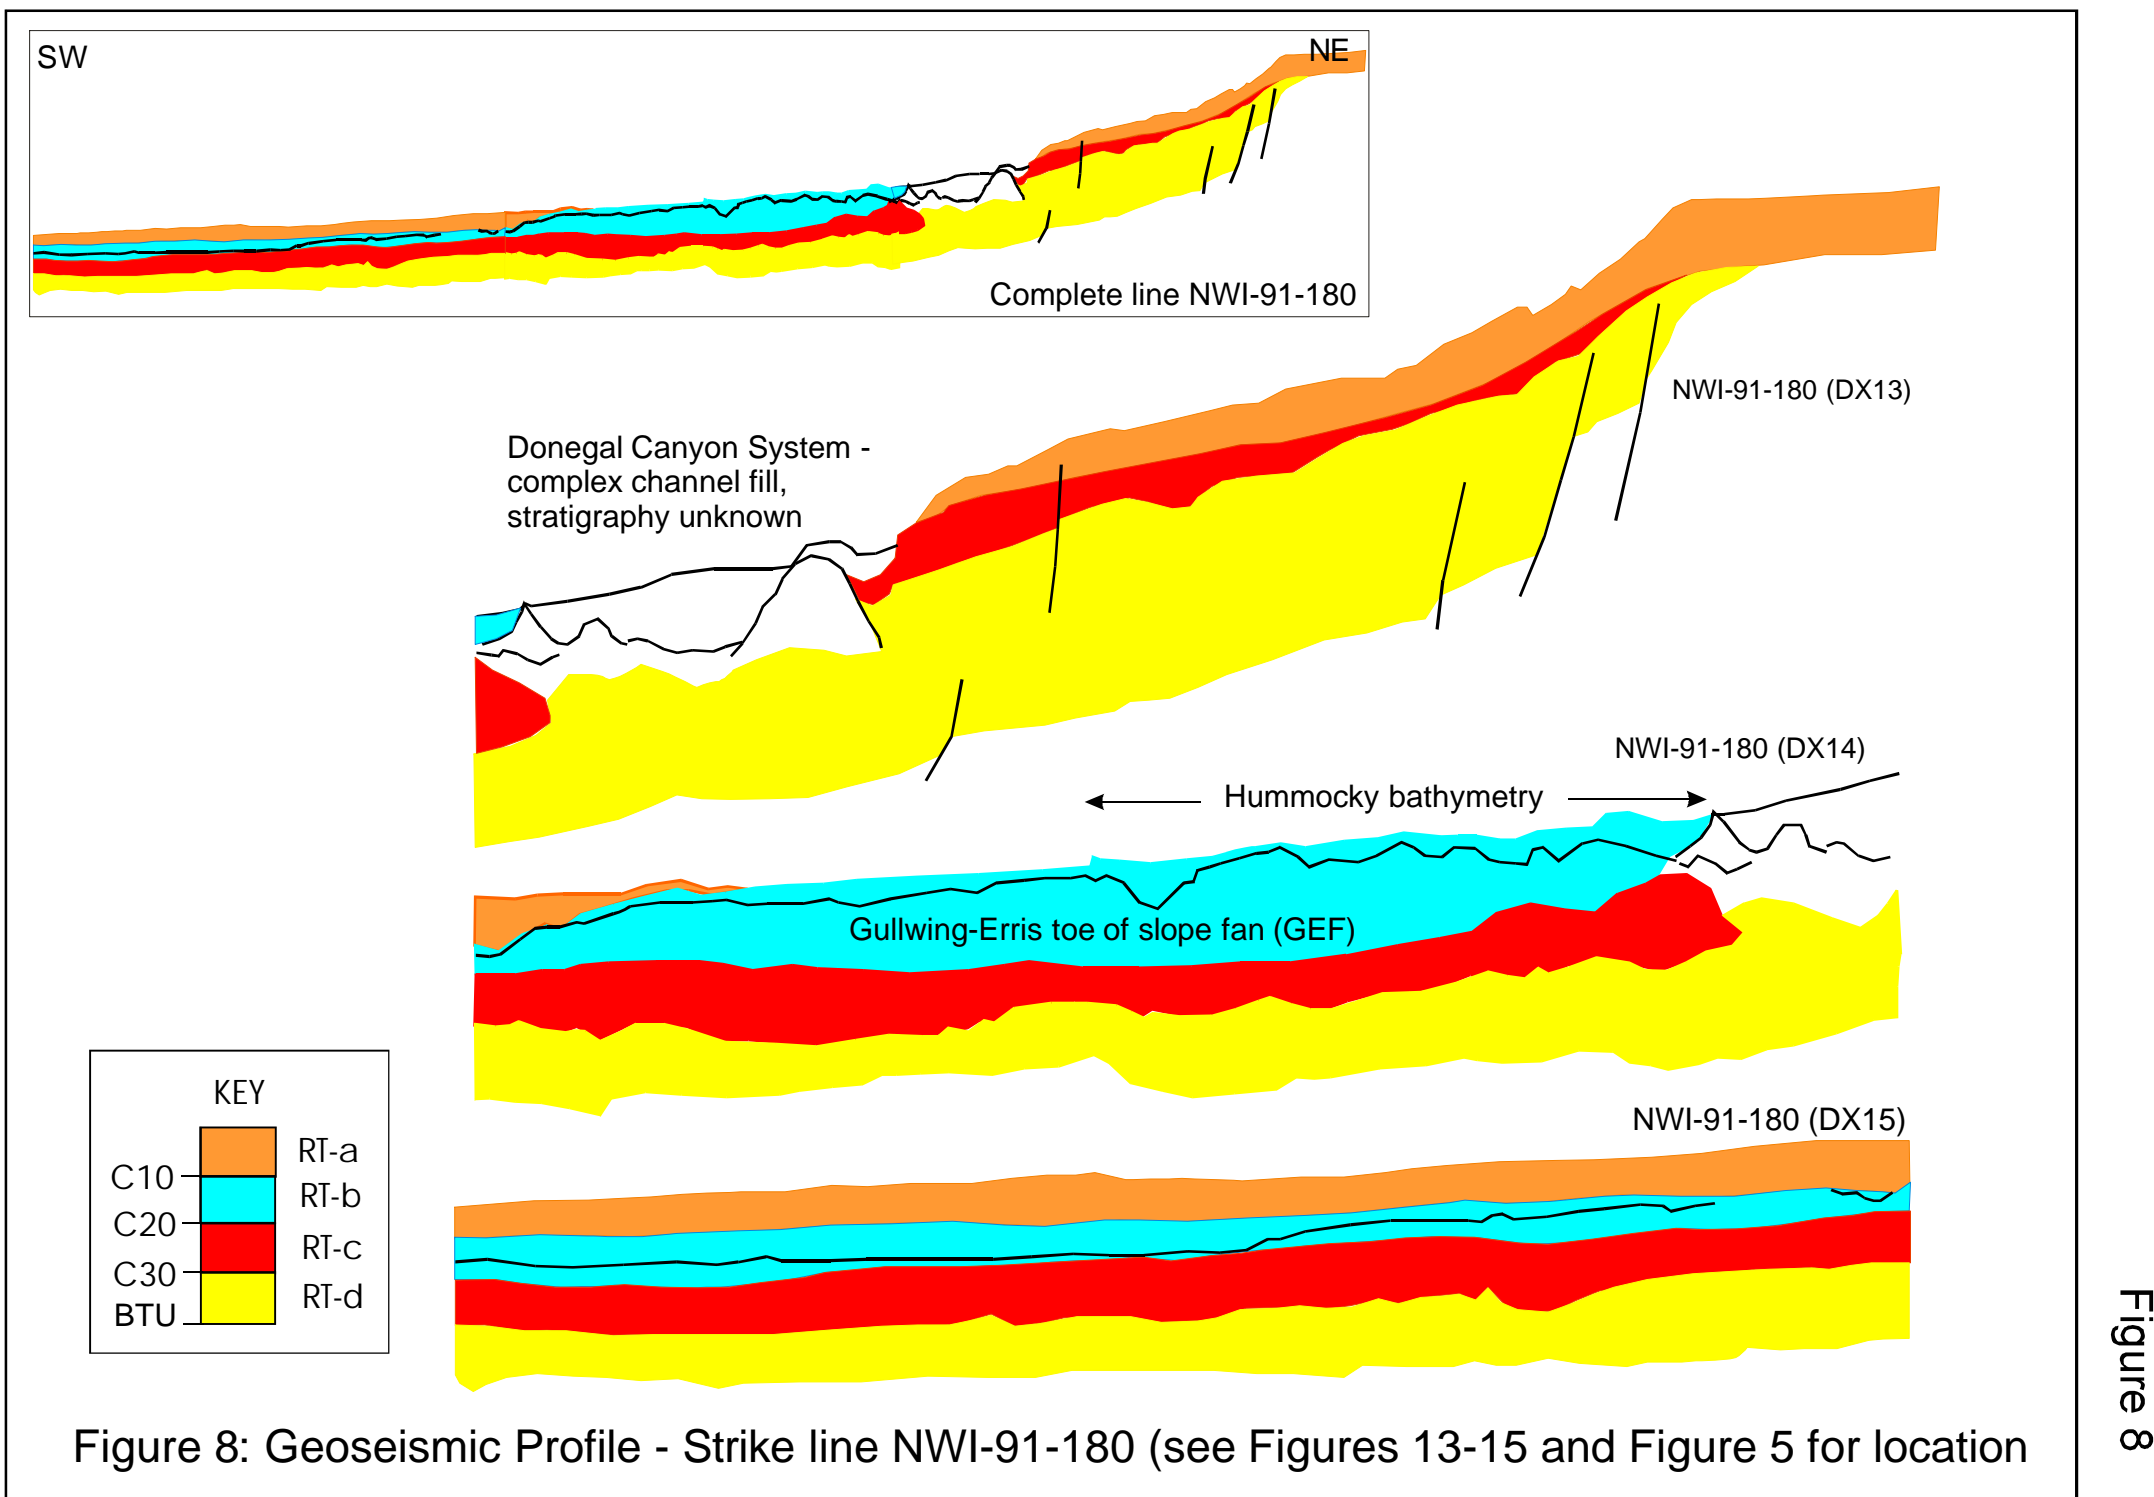 SW
NE
Complete line NWI-91-180
NWI-91-180 (DX13)
Donegal Canyon System -
complex channel fill,
stratigraphy unknown
NWI-91-180 (DX14)
Hummocky bathymetry
Gullwing-Erris toe of slope fan (GEF)
NWI-91-180 (DX15)
KEY
RT-a
C10
RT-b
C20
RT-c
C30
RT-d
BTU
Figure 8: Geoseismic Profile - Strike line NWI-91-180 (see Figures 13-15 and Figure 5 for location
Figure 8